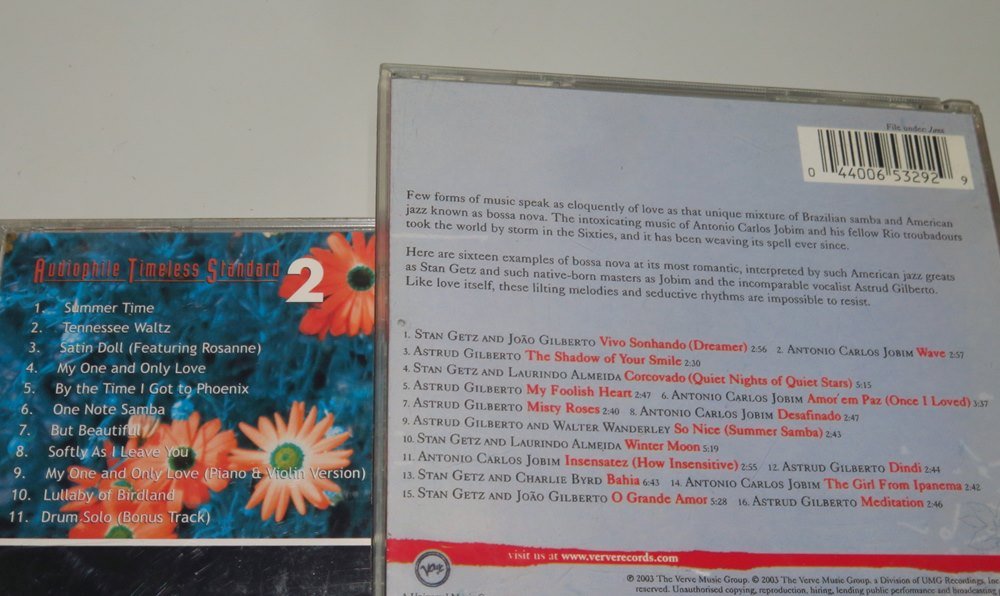 Audiophile Timeless Standard 2
1. Summer Time
2. Tennessee Waltz
3. Satin Doll (Featuring Rosanne)
4. My One and Only Love
5. By the Time I Got to Phoenix
6. One Note Samba
7. But Beautiful
8. Softly As I Leave You
9. My One and Only Love (Piano & Violin Version)
10. Lullaby of Birdland
11. Drum Solo (Bonus Track)
File under: Jazz
0 44006 53292 9
Few forms of music speak as eloquently of love as that unique mixture of Brazilian samba and American
jazz known as bossa nova. The intoxicating music of Antonio Carlos Jobim and his fellow Rio troubadours
took the world by storm in the Sixties, and it has been weaving its spell ever since.
Here are sixteen examples of bossa nova at its most romantic, interpreted by such American jazz greats
as Stan Getz and such native-born masters as Jobim and the incomparable vocalist Astrud Gilberto.
Like love itself, these lilting melodies and seductive rhythms are impossible to resist.
1. Stan Getz and João Gilberto Vivo Sonhando (Dreamer) 2:56 2. Antonio Carlos Jobim Wave 2:57
3. Astrud Gilberto The Shadow of Your Smile 2:30
4. Stan Getz and Laurindo Almeida Corcovado (Quiet Nights of Quiet Stars) 5:15
5. Astrud Gilberto My Foolish Heart 2:47 6. Antonio Carlos Jobim Amor em Paz (Once I Loved) 3:37
7. Astrud Gilberto Misty Roses 2:40 8. Antonio Carlos Jobim Desafinado 2:47
9. Astrud Gilberto and Walter Wanderley So Nice (Summer Samba) 2:43
10. Stan Getz and Laurindo Almeida Winter Moon 5:19
11. Antonio Carlos Jobim Insensatez (How Insensitive) 2:55 12. Astrud Gilberto Dindi 2:44
13. Stan Getz and Charlie Byrd Bahia 6:43 14. Antonio Carlos Jobim The Girl From Ipanema 2:42
15. Stan Getz and João Gilberto O Grande Amor 5:28 16. Astrud Gilberto Meditation 2:46
visit us at www.ververecords.com
Verve
℗ 2003 The Verve Music Group. © 2003 The Verve Music Group, a Division of UMG Recordings, Inc.
reserved. Unauthorised copying, reproduction, hiring, lending public performance and broadcasting